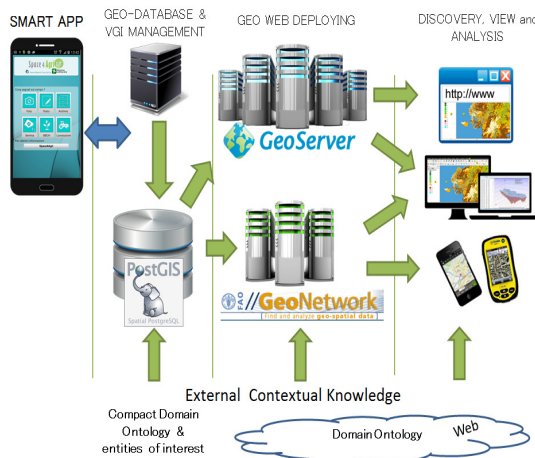 SMART APP
GEO-DATABASE &
VGI MANAGEMENT
GEO WEB DEPLOYING
DISCOVERY, VIEW and
ANALYSIS
Space4Agri
http://www
GeoServer
PostGIS
Spatial PostgreSQL
FAO //GeoNetwork
Find and analyze geo-spatial data}
External Contextual Knowledge
Compact Domain
Ontology &
entities of interest
Domain Ontology
Web